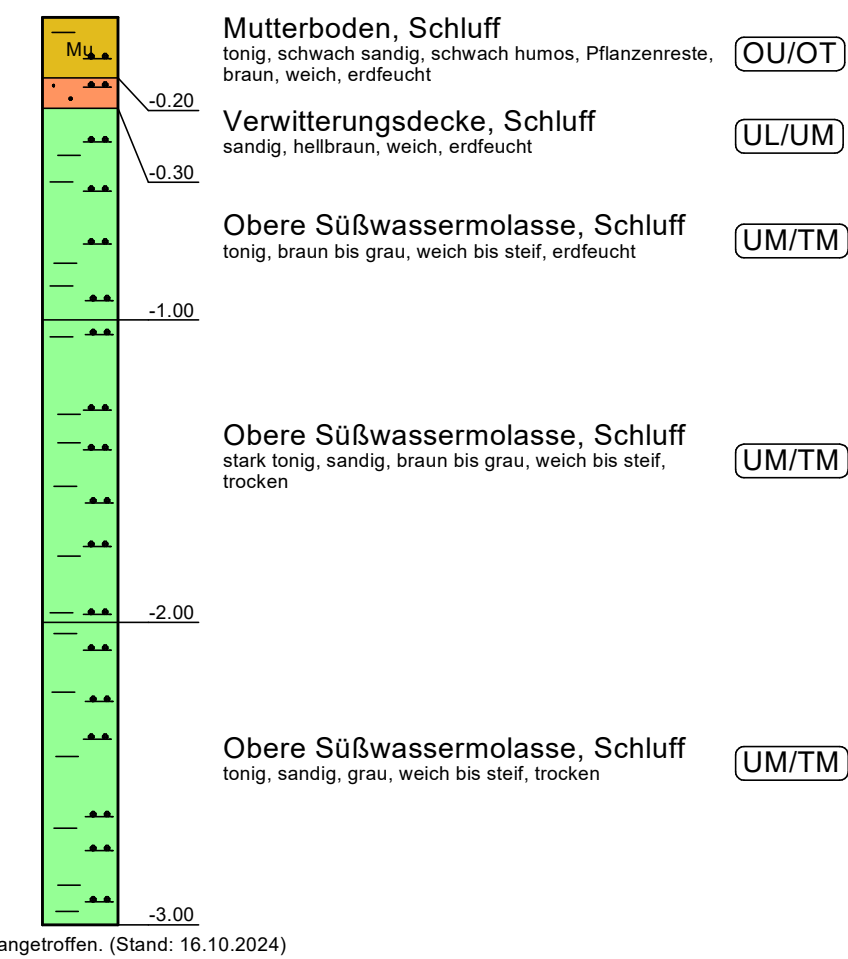 Mutterboden, Schluff
tonig, schwach sandig, schwach humos, Pflanzenreste,
braun, weich, erdfeucht
OU/OT
Mu
-0.20
Verwitterungsdecke, Schluff
sandig, hellbraun, weich, erdfeucht
UL/UM
-0.30
Obere Süßwassermolasse, Schluff
tonig, braun bis grau, weich bis steif, erdfeucht
UM/TM
-1.00
Obere Süßwassermolasse, Schluff
stark tonig, sandig, braun bis grau, weich bis steif,
trocken
UM/TM
-2.00
Obere Süßwassermolasse, Schluff
tonig, sandig, grau, weich bis steif, trocken
UM/TM
-3.00
angetroffen. (Stand: 16.10.2024)